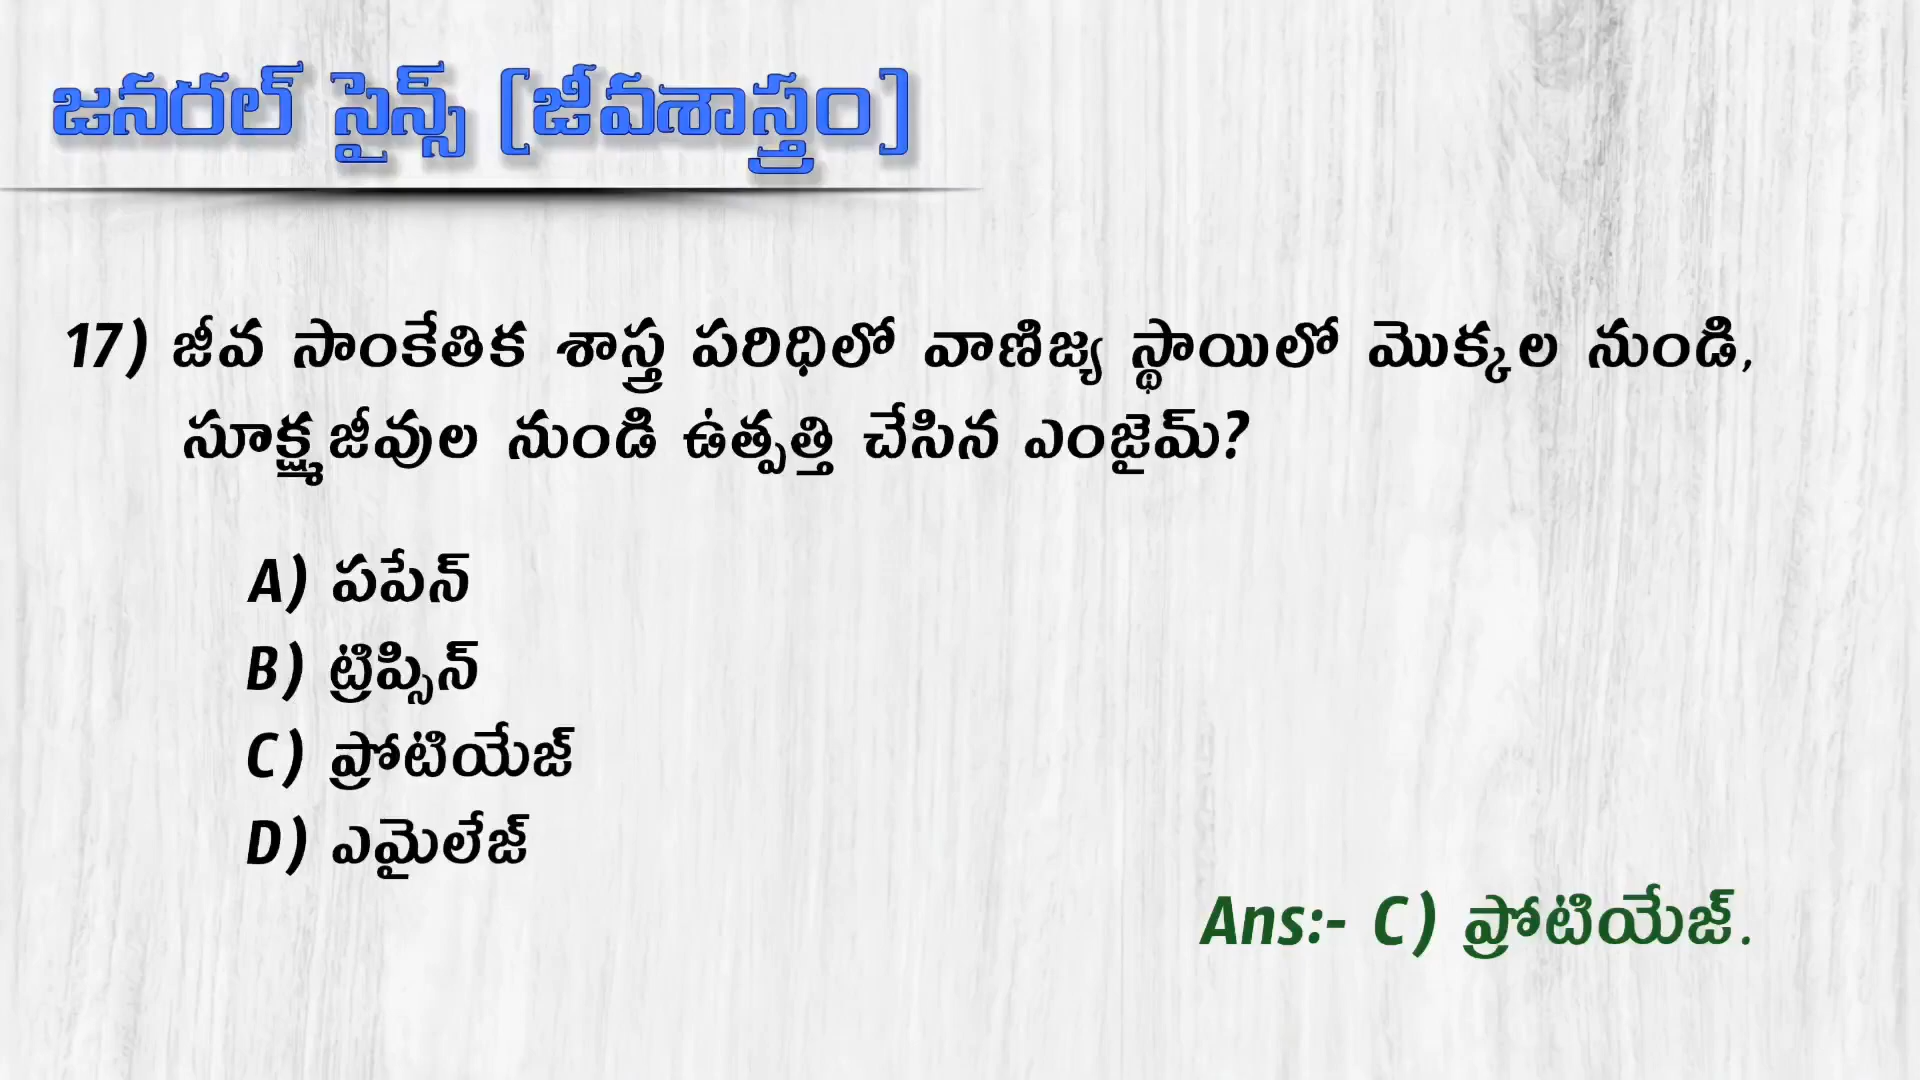 జనరల్ సైన్స్ [జీవశాస్త్రం]
17) జీవ సాంకేతిక శాస్త్ర పరిధిలో వాణిజ్య స్థాయిలో మొక్కల నుండి,
సూక్ష్మజీవుల నుండి ఉత్పత్తి చేసిన ఎంజైమ్?
A) పపేన్
B) ట్రిప్సిన్
C) ప్రోటియేజ్
D) ఎమైలేజ్
Ans:- C) ప్రోటియేజ్.